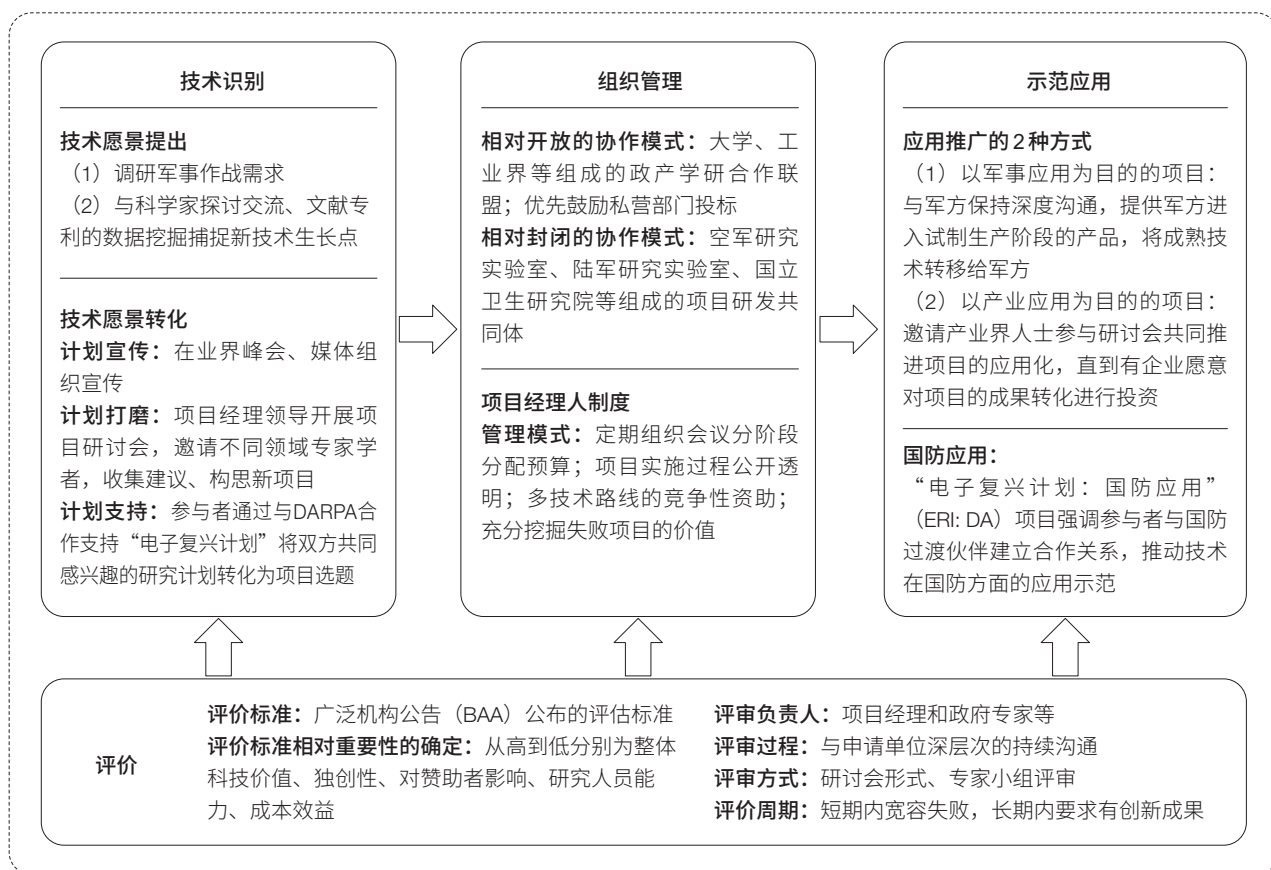 技术识别
技术愿景提出
（1）调研军事作战需求
（2）与科学家探讨交流、文献专
利的数据挖掘捕捉新技术生长点
技术愿景转化
计划宣传：在业界峰会、媒体组
织宣传
计划打磨：项目经理领导开展项
目研讨会，邀请不同领域专家学
者，收集建议、构思新项目
计划支持：参与者通过与DARPA合
作支持“电子复兴计划”将双方共同
感兴趣的研究计划转化为项目选题
组织管理
相对开放的协作模式：大学、工
业界等组成的政产学研合作联
盟；优先鼓励私营部门投标
相对封闭的协作模式：空军研究
实验室、陆军研究实验室、国立
卫生研究院等组成的项目研发共
同体
项目经理人制度
管理模式：定期组织会议分阶段
分配预算；项目实施过程公开透
明；多技术路线的竞争性资助；
充分挖掘失败项目的价值
示范应用
应用推广的2种方式
（1）以军事应用为目的的项目：
与军方保持深度沟通，提供军方进
入试制生产阶段的产品，将成熟技
术转移给军方
（2）以产业应用为目的的项目：
邀请产业界人士参与研讨会共同推
进项目的应用化，直到有企业愿意
对项目的成果转化进行投资
国防应用：
“电子复兴计划：国防应用”
（ERI: DA）项目强调参与者与国防
过渡伙伴建立合作关系，推动技术
在国防方面的应用示范
评价
评价标准：广泛机构公告（BAA）公布的评估标准
评价标准相对重要性的确定：从高到低分别为整体
科技价值、独创性、对赞助者影响、研究人员能
力、成本效益
评审负责人：项目经理和政府专家等
评审过程：与申请单位深层次的持续沟通
评审方式：研讨会形式、专家小组评审
评价周期：短期内宽容失败，长期内要求有创新成果